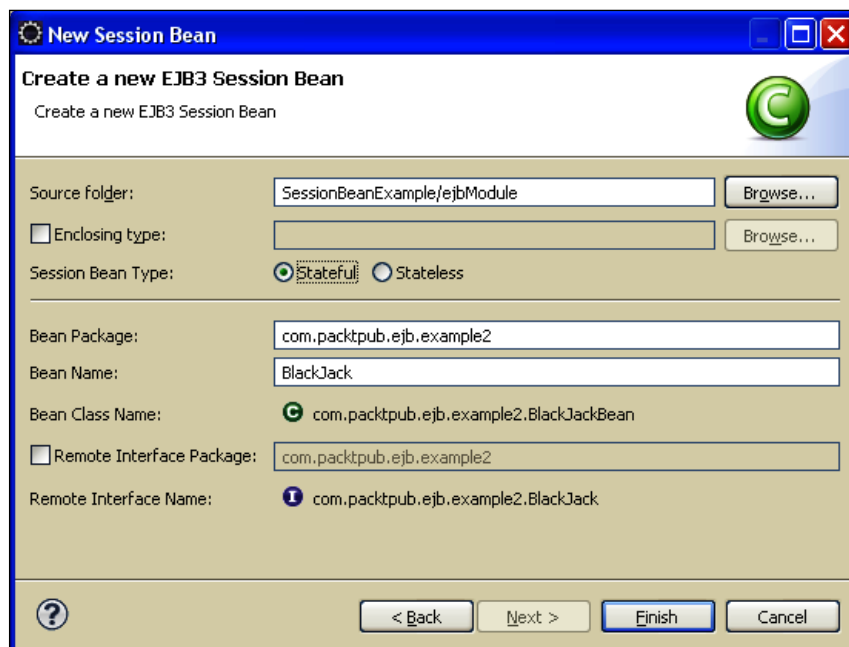 New Session Bean
Create a new EJB3 Session Bean
Create a new EJB3 Session Bean
C
Source folder: SessionBeanExample/ejbModule Browse...
Enclosing type: Browse...
Session Bean Type: Stateful Stateless
Bean Package: com.packtpub.ejb.example2
Bean Name: BlackJack
Bean Class Name: C com.packtpub.ejb.example2.BlackJackBean
Remote Interface Package: com.packtpub.ejb.example2
Remote Interface Name: I com.packtpub.ejb.example2.BlackJack
? < Back Next > Finish Cancel